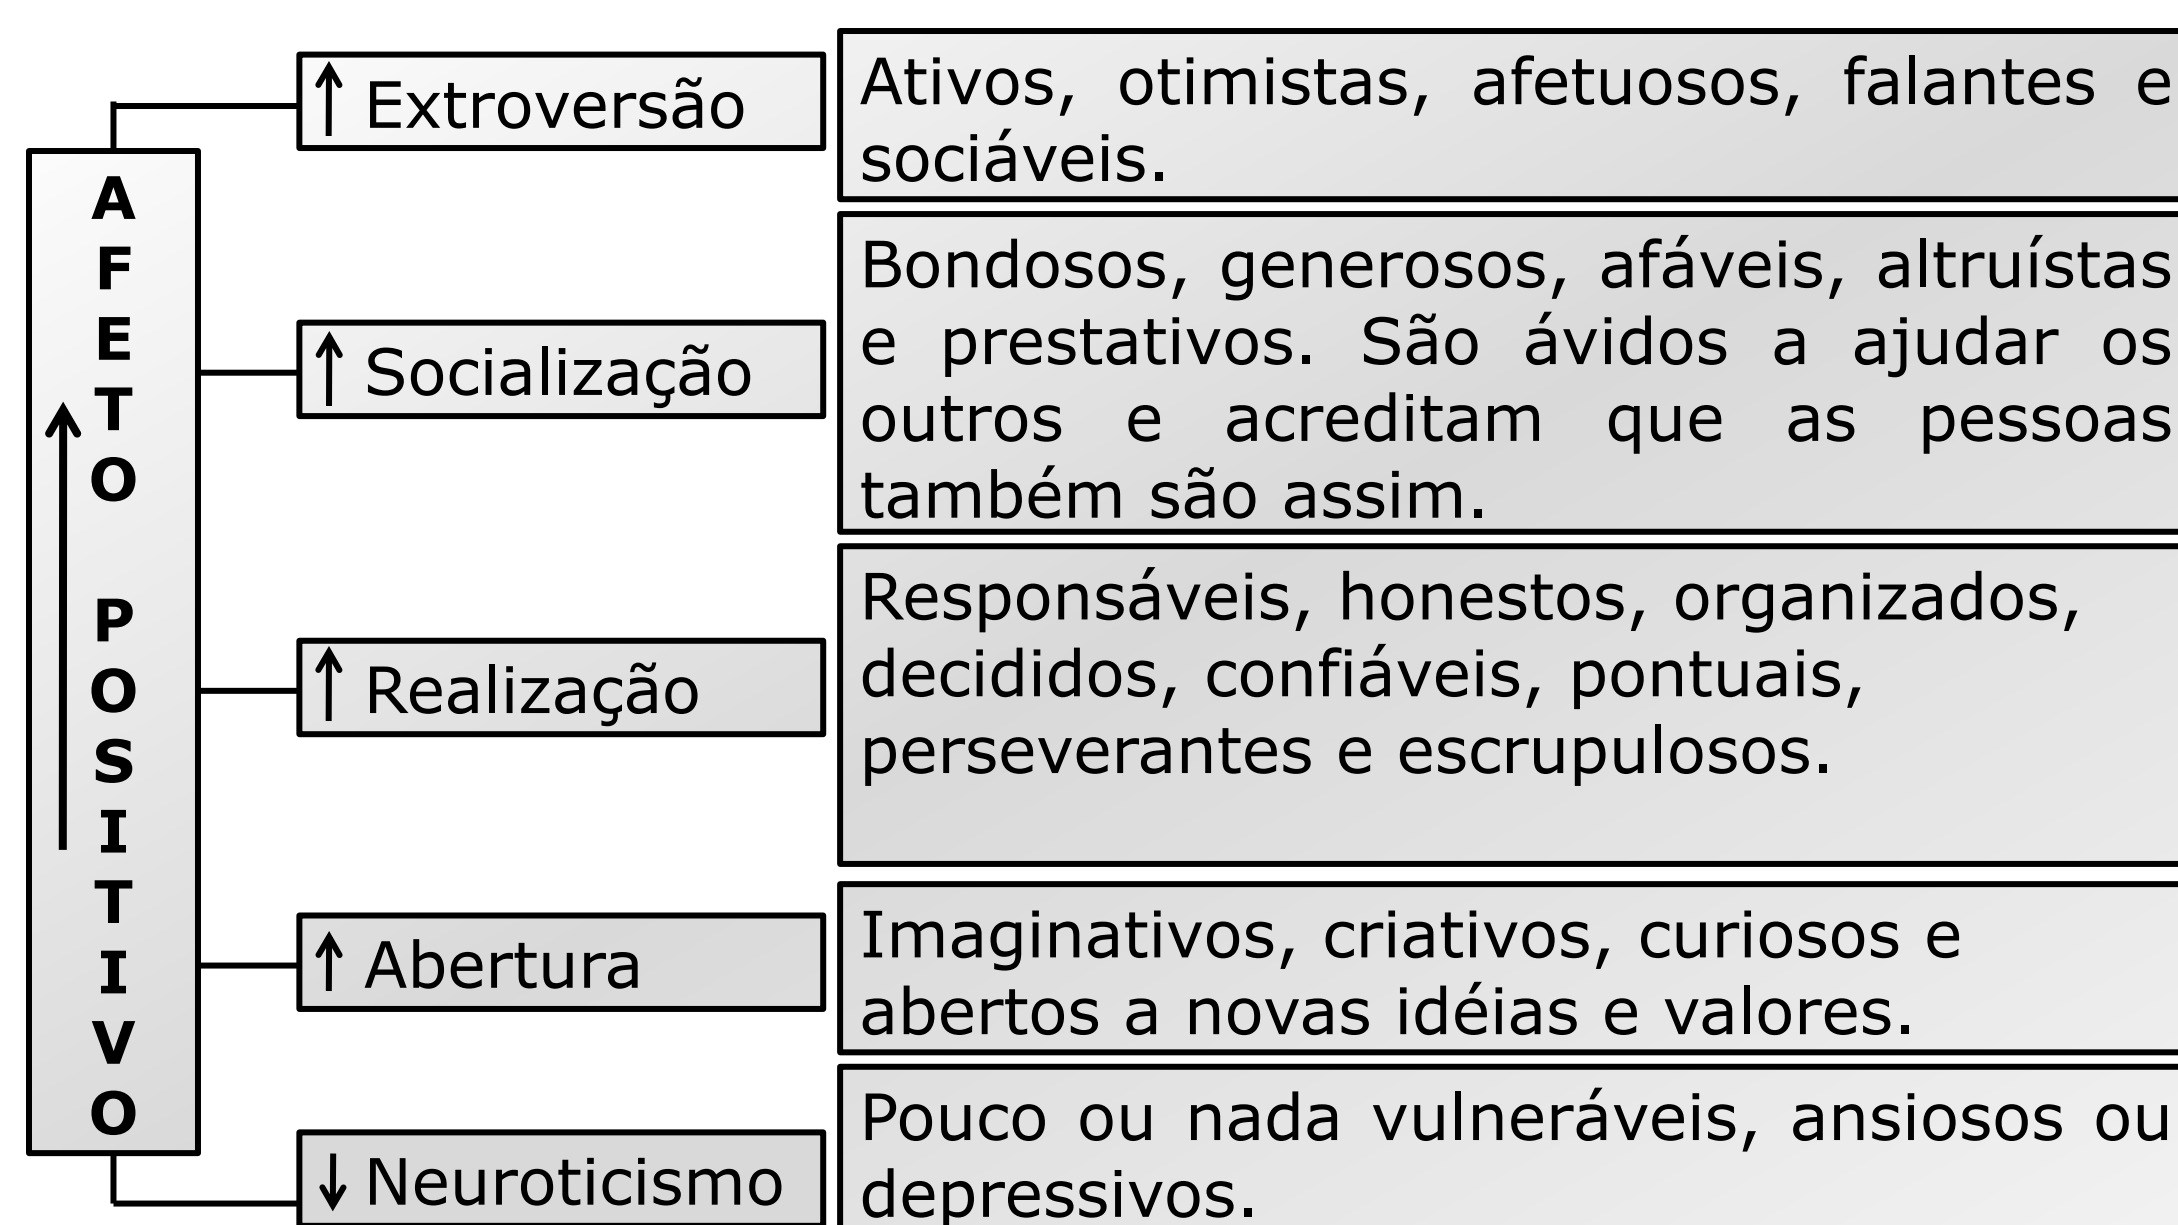 AFETO POSITIVO
↑ Extroversão
Ativos, otimistas, afetuosos, falantes e
sociáveis.
↑ Socialização
Bondosos, generosos, afáveis, altruístas
e prestativos. São ávidos a ajudar os
outros e acreditam que as pessoas
também são assim.
↑ Realização
Responsáveis, honestos, organizados,
decididos, confiáveis, pontuais,
perseverantes e escrupulosos.
↑ Abertura
Imaginativos, criativos, curiosos e
abertos a novas idéias e valores.
↓ Neuroticismo
Pouco ou nada vulneráveis, ansiosos ou
depressivos.